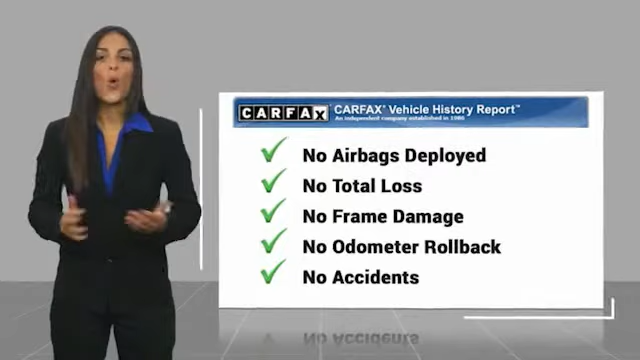 CARFAX CARFAX® Vehicle History Report™
An independent company established in 1986
No Airbags Deployed
No Total Loss
No Frame Damage
No Odometer Rollback
No Accidents